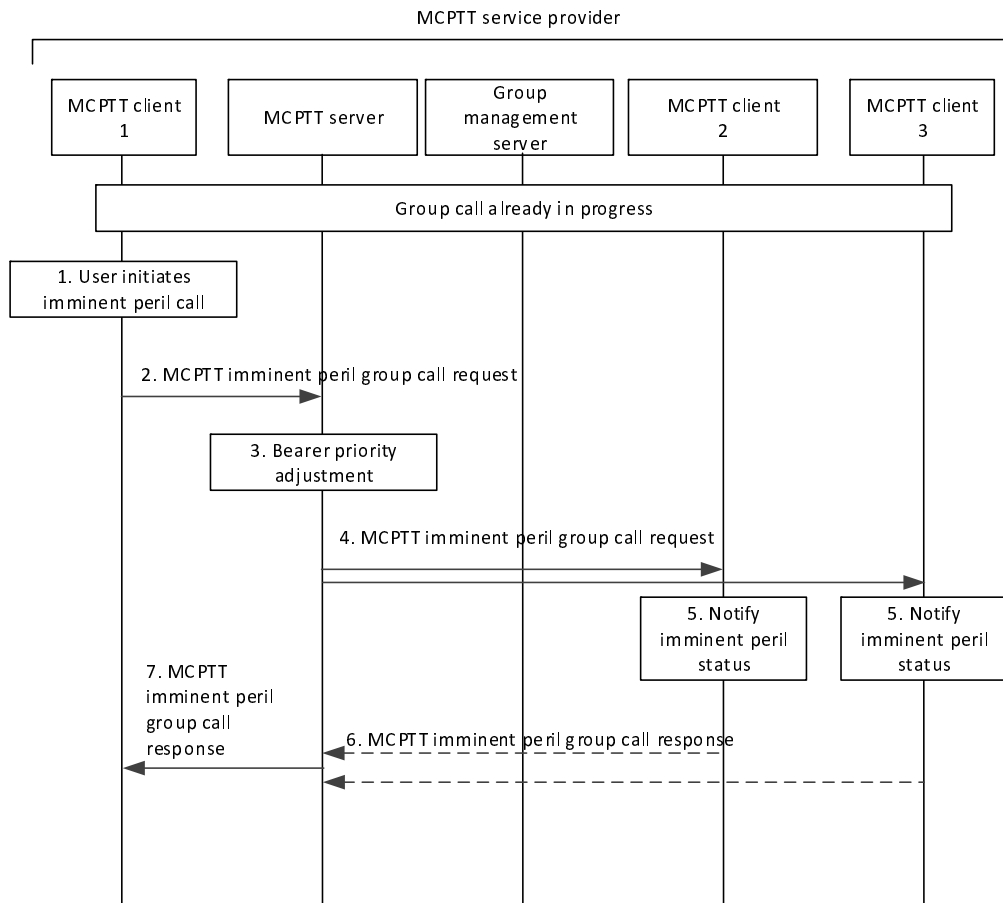 MCPTT service provider
MCPTT client
1
MCPTT server
Group
management
server
MCPTT client
2
MCPTT client
3
Group call already in progress
1. User initiates
imminent peril call
2. MCPTT imminent peril group call request
3. Bearer priority
adjustment
4. MCPTT imminent peril group call request
5. Notify
imminent peril
status
5. Notify
imminent peril
status
7. MCPTT
imminent peril
group call
response
6. MCPTT imminent peril group call response